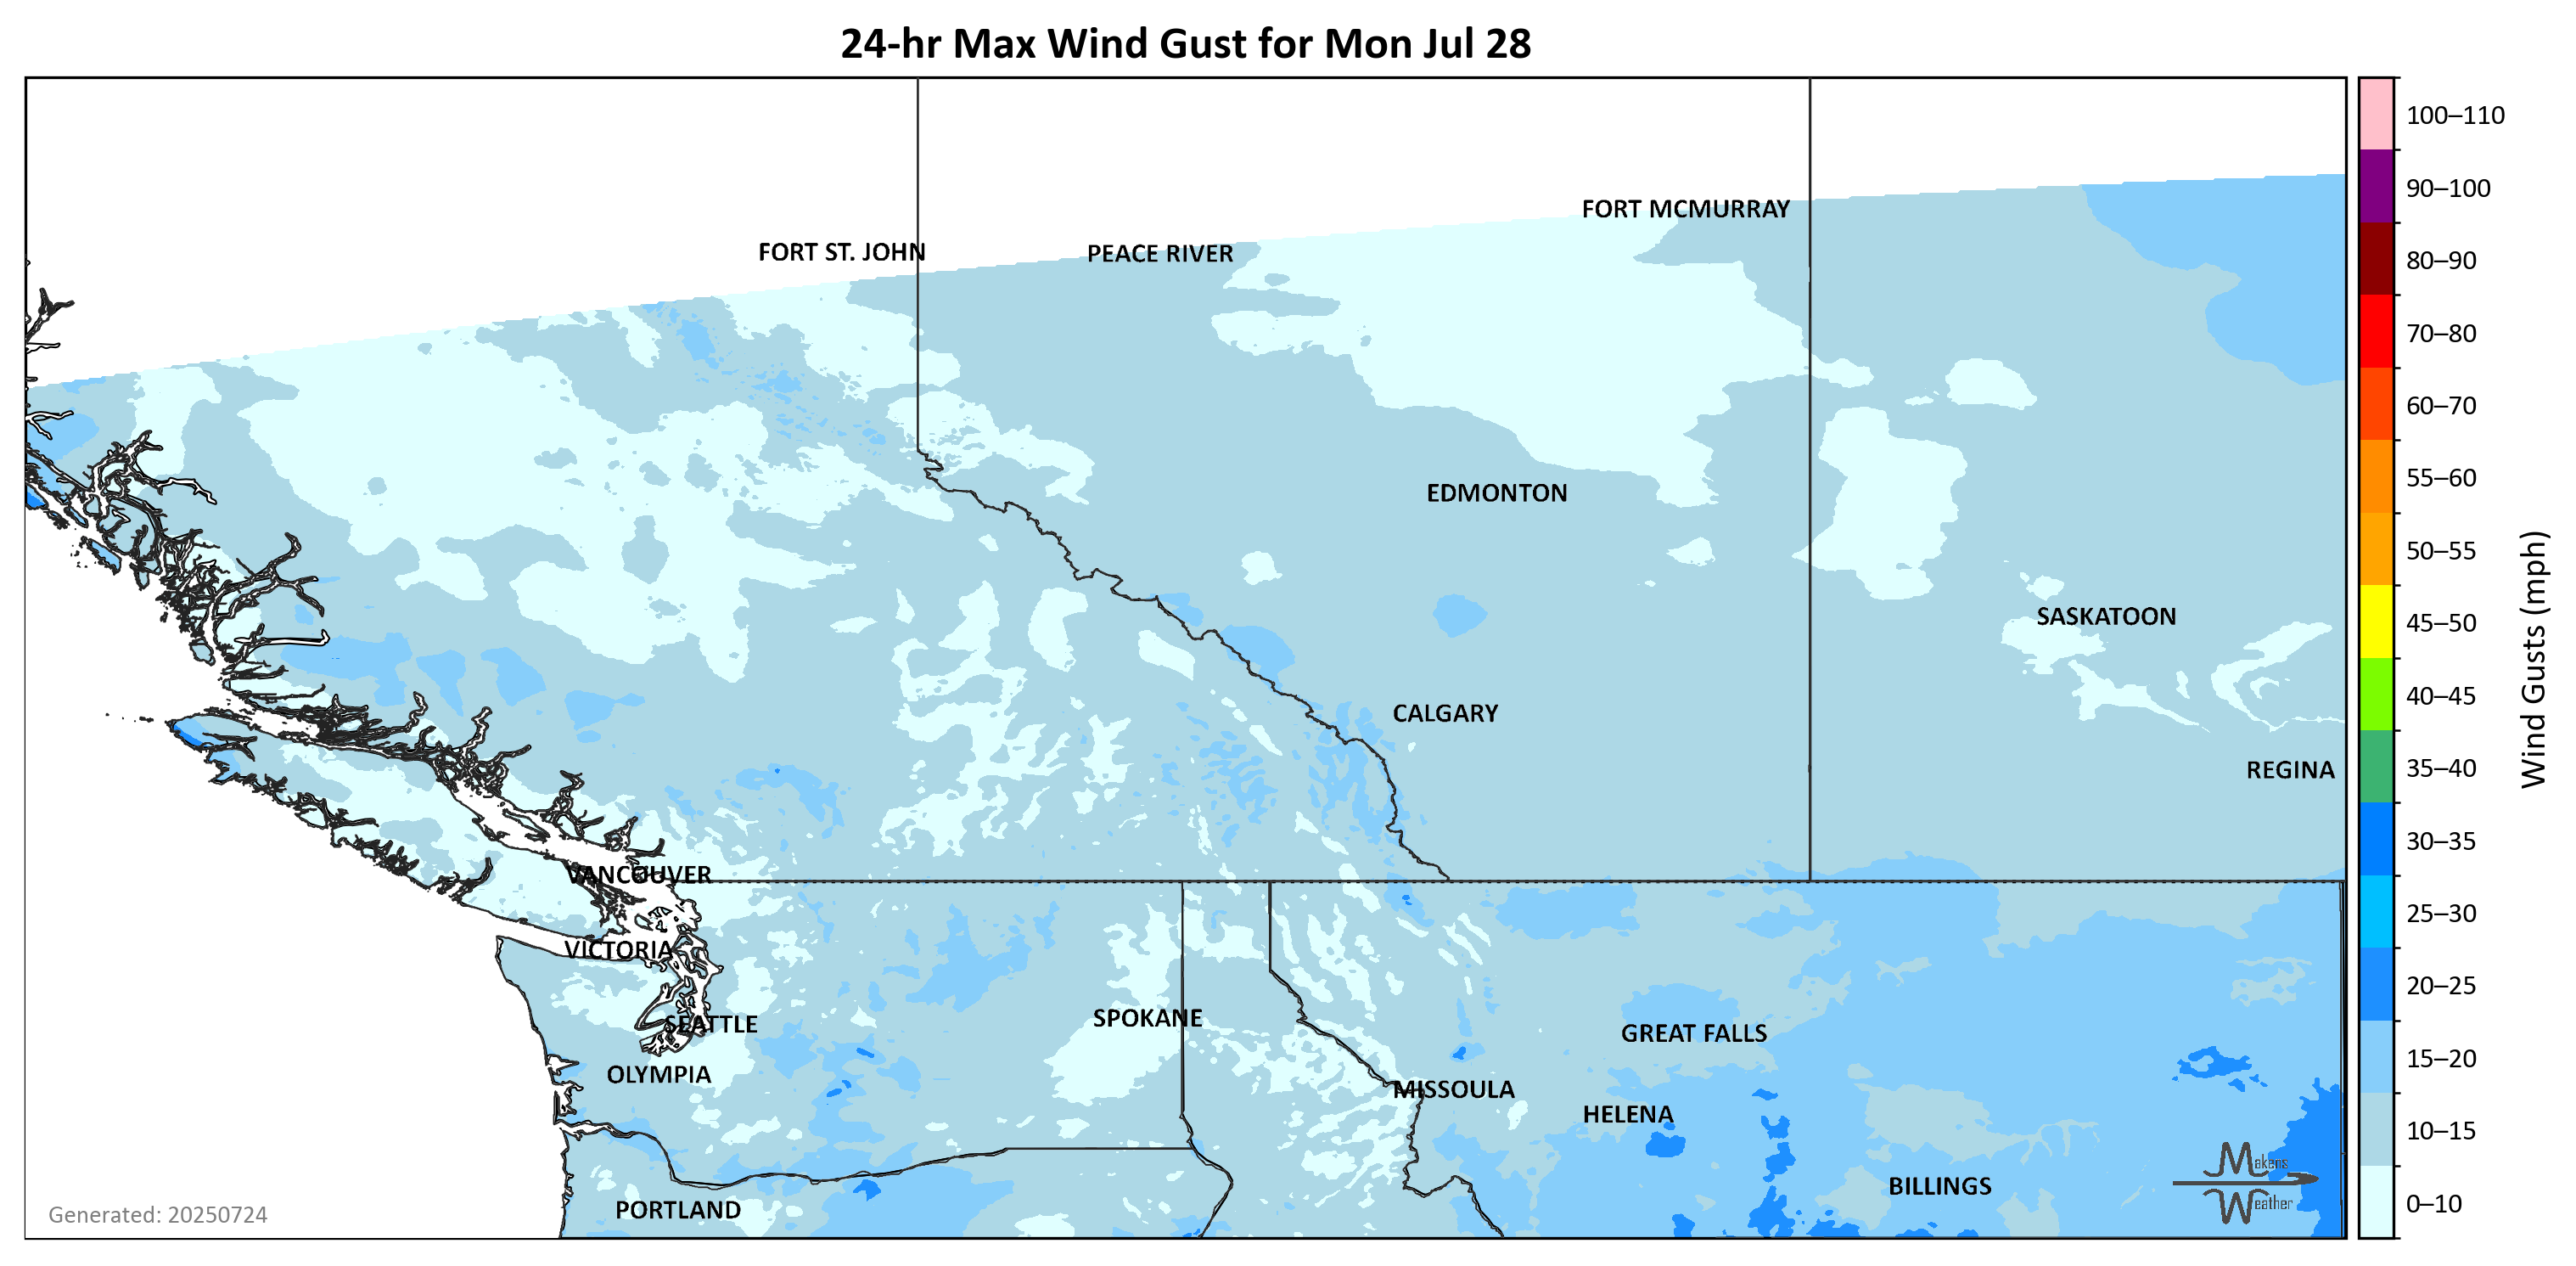 24-hr Max Wind Gust for Mon Jul 28
FORT MCMURRAY
FORT ST. JOHN
PEACE RIVER
EDMONTON
SASKATOON
CALGARY
REGINA
VANCOUVER
VICTORIA
SEATTLE
SPOKANE
GREAT FALLS
OLYMPIA
MISSOULA
HELENA
BILLINGS
PORTLAND
Makens
Weather
Generated: 20250724
100–110
90–100
80–90
70–80
60–70
55–60
50–55
45–50
40–45
35–40
30–35
25–30
20–25
15–20
10–15
0–10
Wind Gusts (mph)